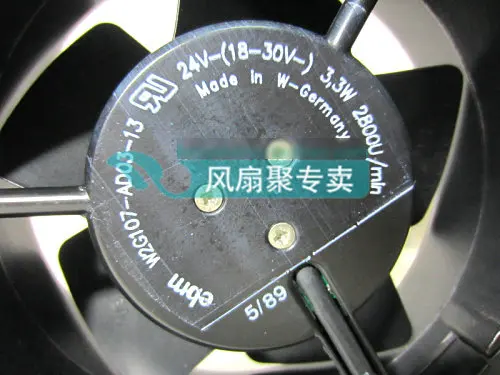 ebm W2G107-AD03-13 24V-(18-30V-) 3,3W 2800U/min
Made in W-Germany
风扇聚专卖
5/89